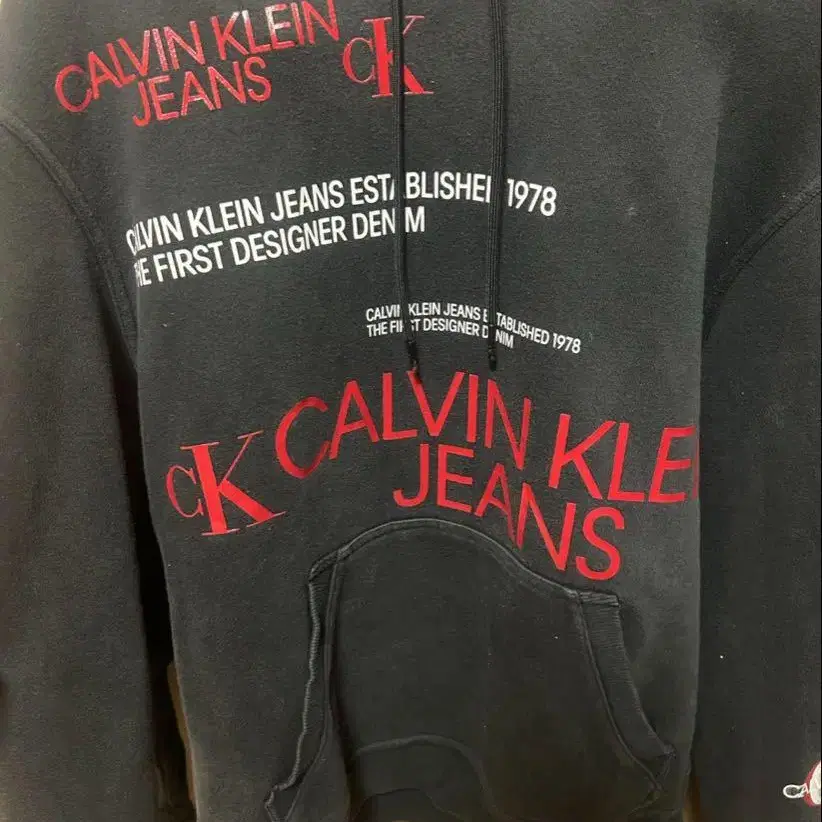 CALVIN KLEIN
JEANS
CK
CALVIN KLEIN JEANS ESTABLISHED 1978
THE FIRST DESIGNER DENIM
CALVIN KLEIN JEANS ESTABLISHED 1978
THE FIRST DESIGNER DENIM
CK
CALVIN KLEI
JEANS